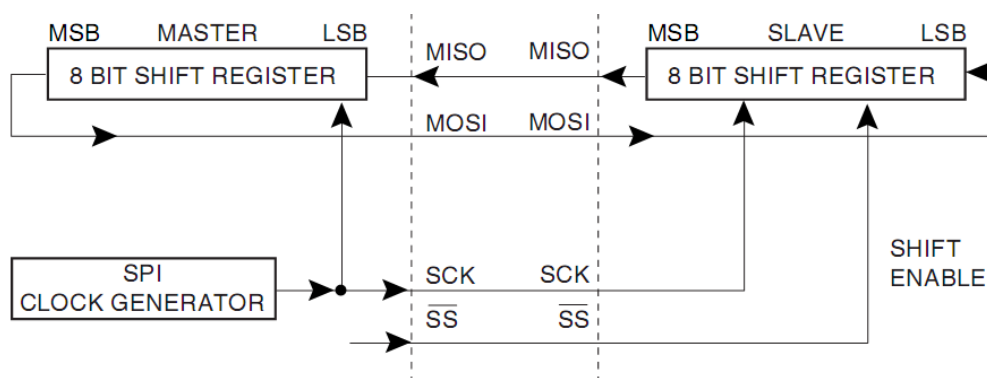 MSB MASTER LSB
8 BIT SHIFT REGISTER
MISO MISO
MSB SLAVE LSB
8 BIT SHIFT REGISTER
MOSI MOSI
SPI
CLOCK GENERATOR
SCK SCK
SS SS
SHIFT
ENABLE